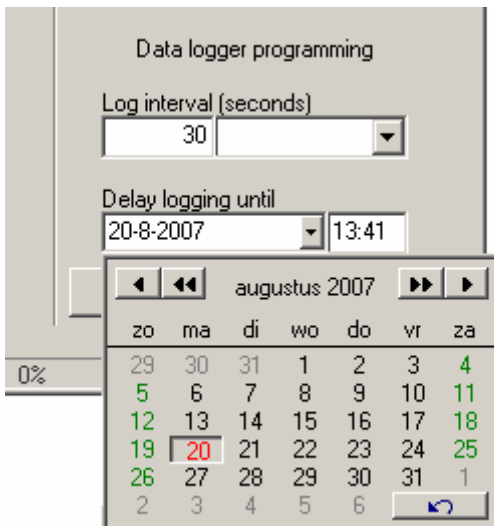 Data logger programming
Log interval (seconds)
30
Delay logging until
20-8-2007 13:41
augustus 2007
zo ma di wo do vr za
29 30 31 1 2 3 4
5 6 7 8 9 10 11
12 13 14 15 16 17 18
19 20 21 22 23 24 25
26 27 28 29 30 31 1
2 3 4 5 6
0%